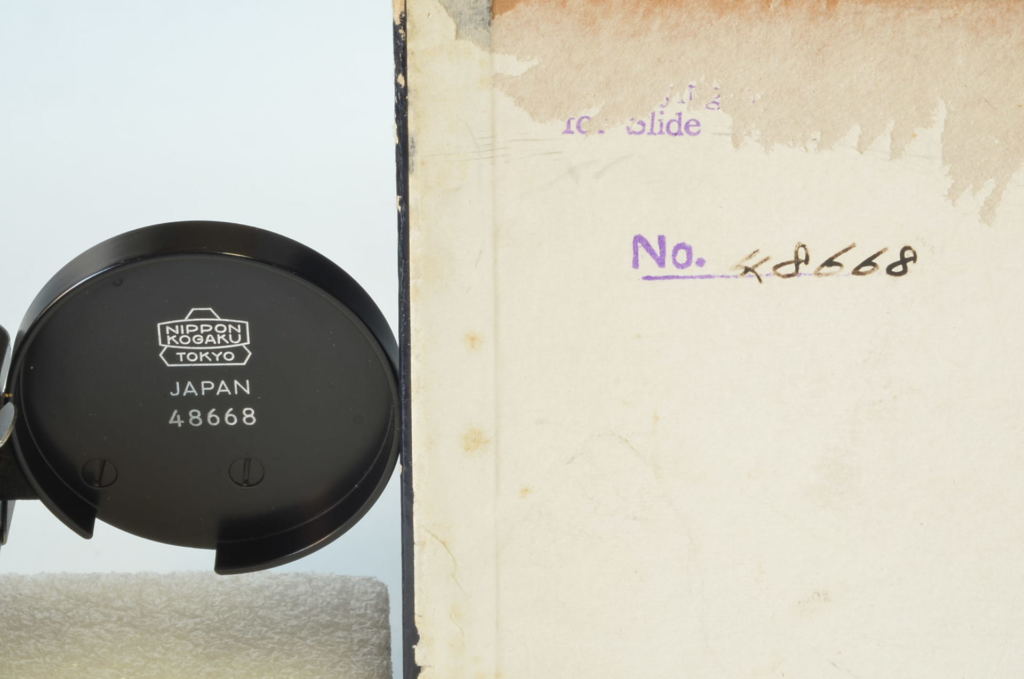 NIPPON
KOGAKU
TOKYO
JAPAN
48668
Slide
No. 48668